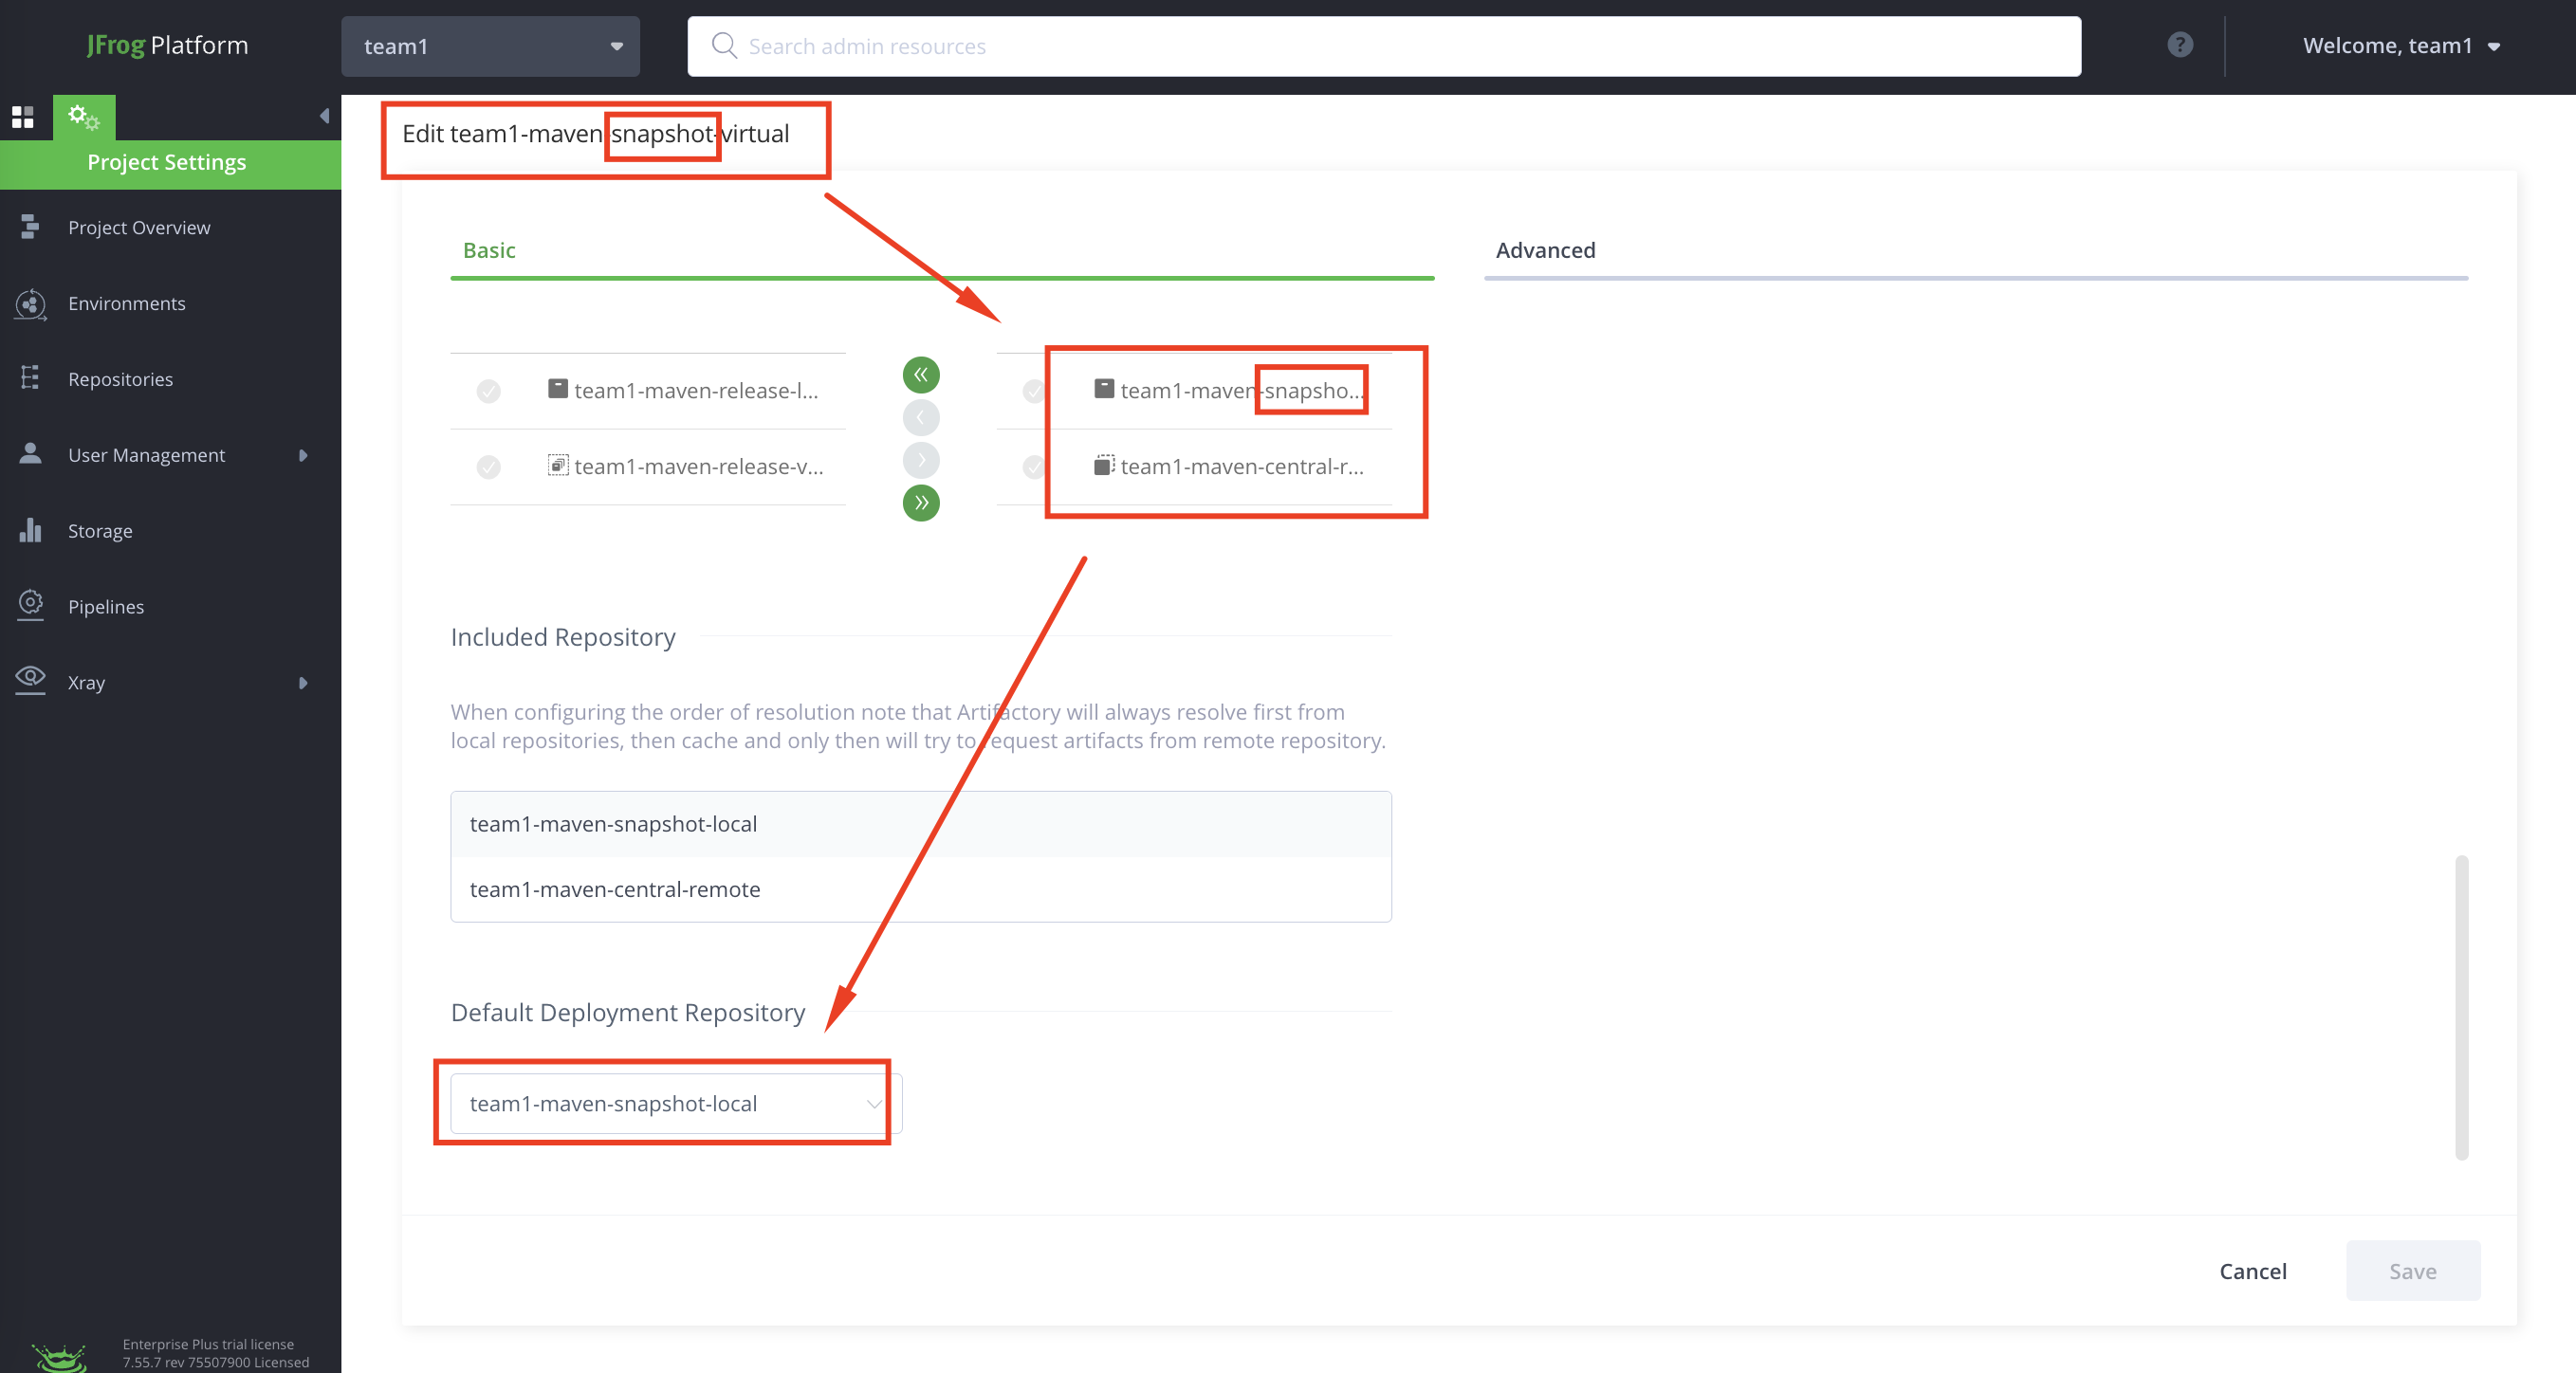 JFrog Platform
team1
Search admin resources
?
Welcome, team1
Project Settings
Project Overview
Environments
Repositories
User Management
Storage
Pipelines
Xray
Enterprise Plus trial license
7.55.7 rev 75507900 Licensed
Edit team1-maven-snapshot-virtual
Basic
Advanced
team1-maven-release-l...
team1-maven-snapsho...
team1-maven-release-v...
team1-maven-central-r...
Included Repository
When configuring the order of resolution note that Artifactory will always resolve first from
local repositories, then cache and only then will try to request artifacts from remote repository.
team1-maven-snapshot-local
team1-maven-central-remote
Default Deployment Repository
team1-maven-snapshot-local
Cancel
Save